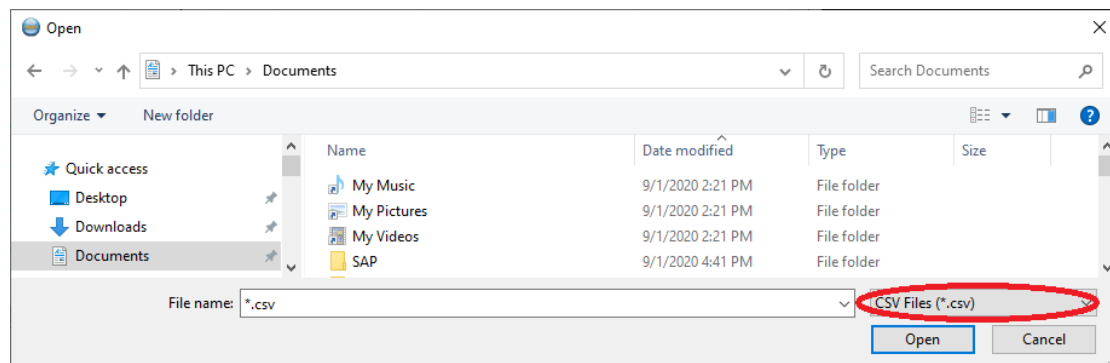 Open
This PC > Documents
Search Documents
Organize
New folder
Name
Date modified
Type
Size
Quick access
Desktop
Downloads
Documents
My Music 9/1/2020 2:21 PM File folder
My Pictures 9/1/2020 2:21 PM File folder
My Videos 9/1/2020 2:21 PM File folder
SAP 9/1/2020 4:41 PM File folder
File name: *.csv
CSV Files (*.csv)
Open
Cancel